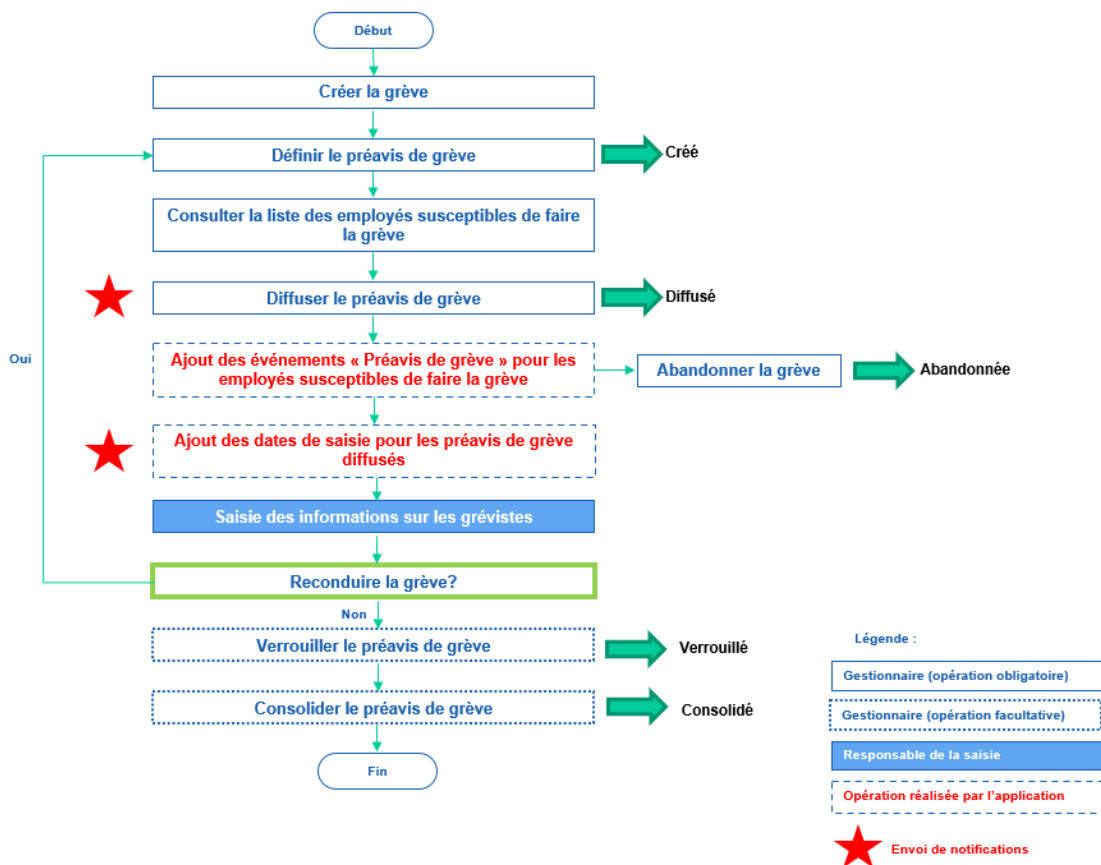 Début
Créer la grève
Définir le préavis de grève
Créé
Consulter la liste des employés susceptibles de faire
la grève
Diffuser le préavis de grève
Diffusé
Oui
Ajout des événements « Préavis de grève » pour les
employés susceptibles de faire la grève
Abandonner la grève
Abandonnée
Ajout des dates de saisie pour les préavis de grève
diffusés
Saisie des informations sur les grévistes
Reconduire la grève?
Non
Verrouiller le préavis de grève
Verrouillé
Consolider le préavis de grève
Consolidé
Fin
Légende :
Gestionnaire (opération obligatoire)
Gestionnaire (opération facultative)
Responsable de la saisie
Opération réalisée par l'application
Envoi de notifications